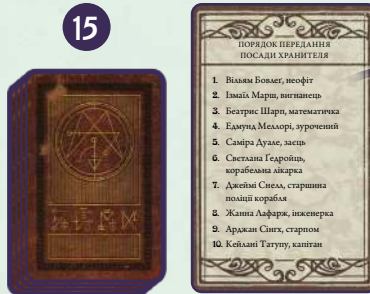 15
ПОРЯДОК ПЕРЕДАННЯ
ПОСАДИ ХРАНИТЕЛЯ
1. Вільям Бовлег, неофіт
2. Ізмаїл Марш, вигнанець
3. Беатрис Шарп, математичка
4. Едмунд Меллорі, зурочений
5. Саміра Дуале, заєць
6. Свєтлана Ґедройць,
корабельна лікарка
7. Джеймі Снелл, старшина
поліції корабля
8. Жанна Лафарж, інженерка
9. Арджан Сінгх, старпом
10. Кейлані Татупу, капітан